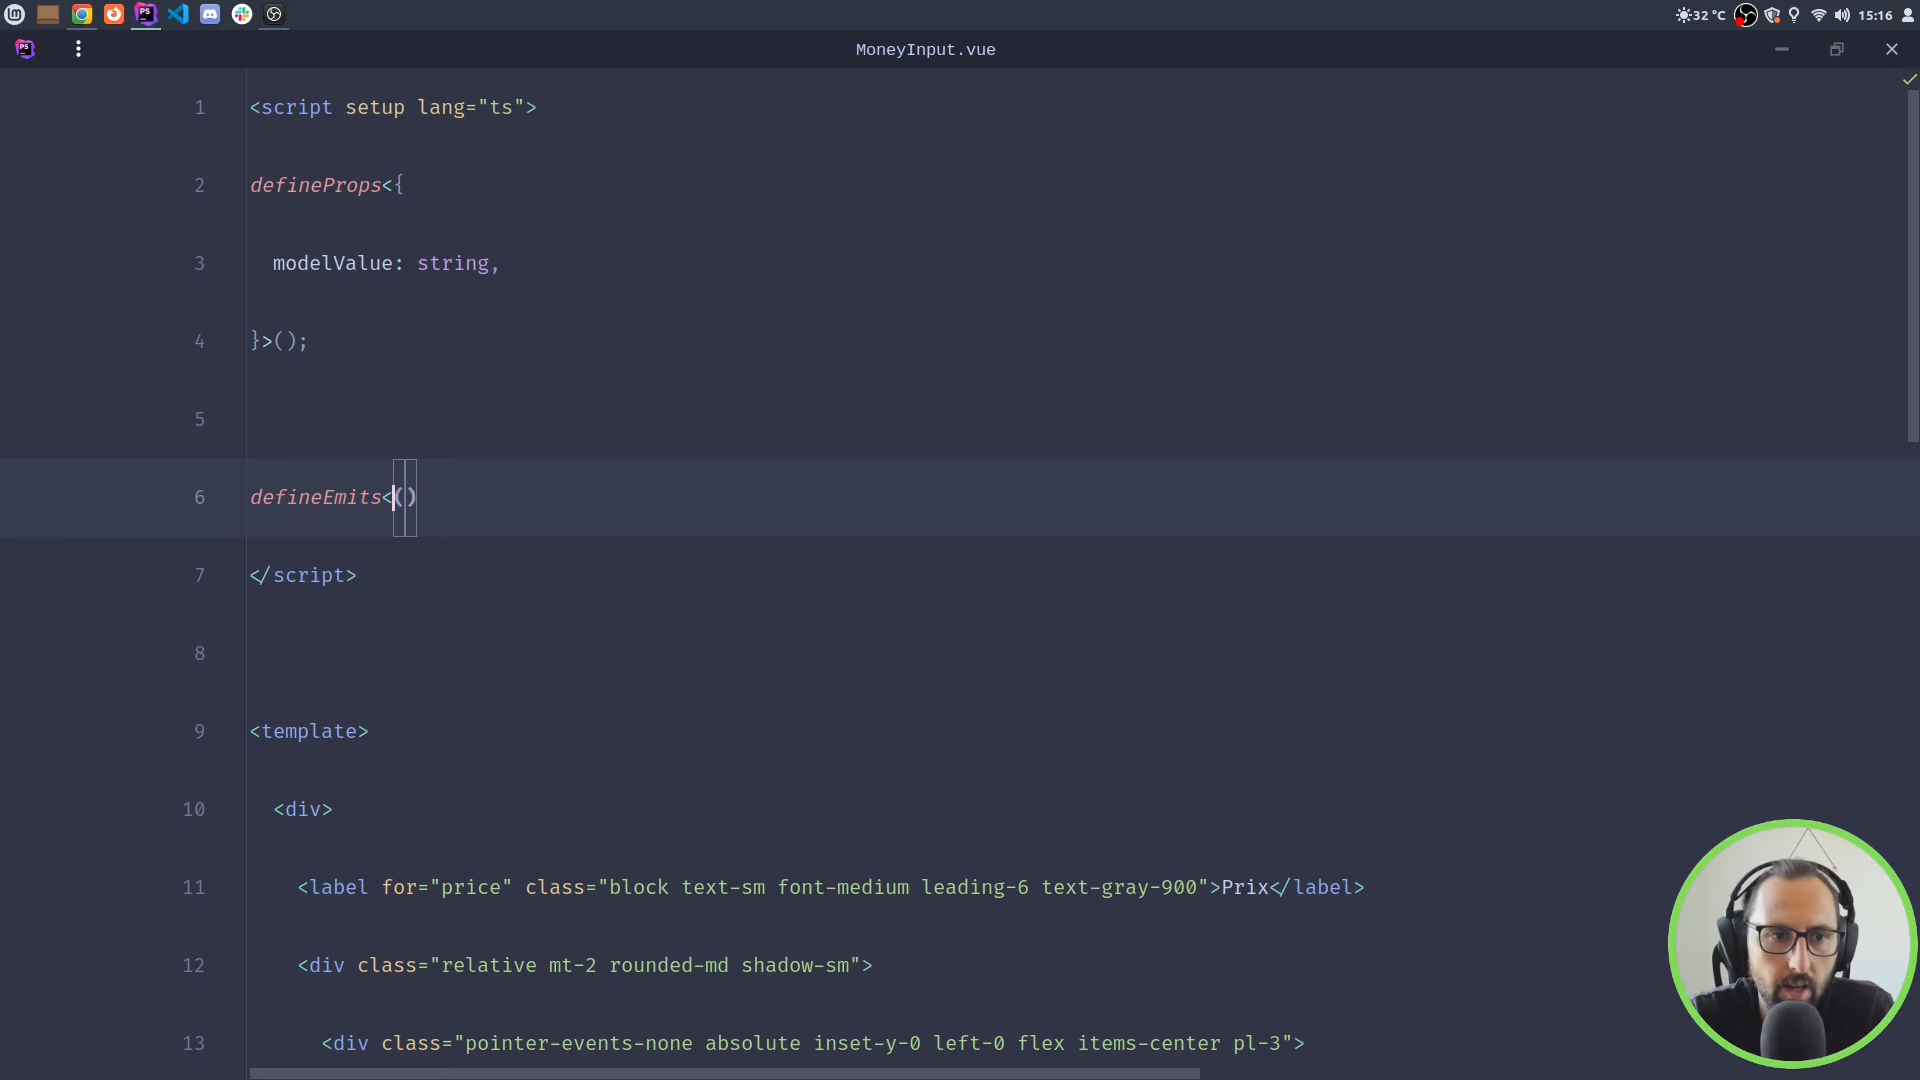 32 °C
15:16
PS
MoneyInput.vue
1 <script setup lang="ts">
2 defineProps<{
3 modelValue: string,
4 }>();
5
6 defineEmits<()
7 </script>
8
9 <template>
10 <div>
11 <label for="price" class="block text-sm font-medium leading-6 text-gray-900">Prix</label>
12 <div class="relative mt-2 rounded-md shadow-sm">
13 <div class="pointer-events-none absolute inset-y-0 left-0 flex items-center pl-3">